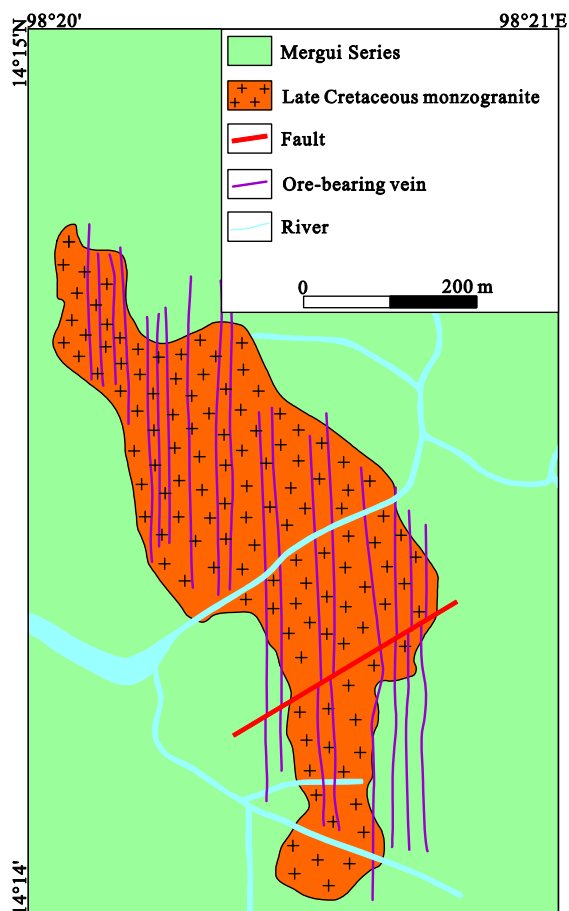 98°20' 98°21'E
14°15'N
Mergui Series
Late Cretaceous monzogranite
Fault
Ore-bearing vein
River
0 200 m
14°14'